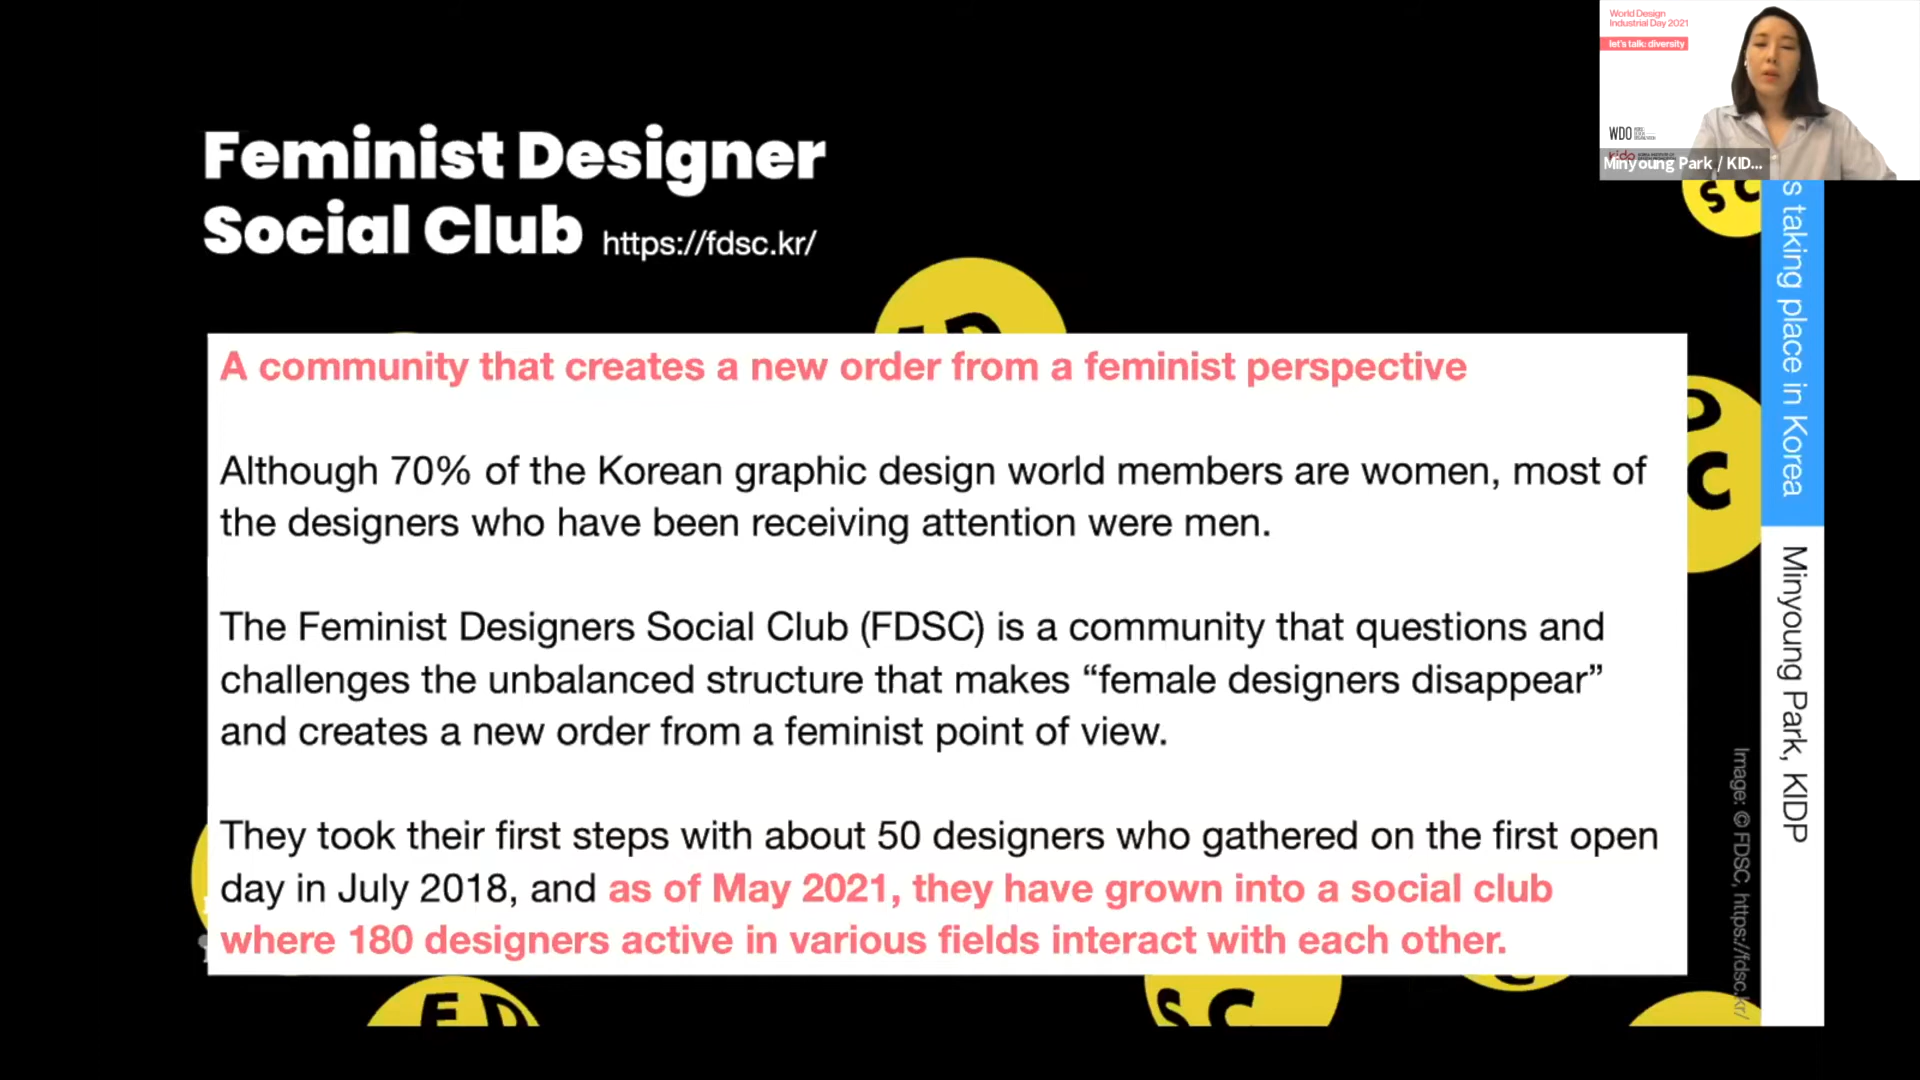 World Design
Industrial Day 2021
let's talk: diversity
WDO
Minyoung Park / KID...
Feminist Designer
Social Club https://fdsc.kr/
A community that creates a new order from a feminist perspective
Although 70% of the Korean graphic design world members are women, most of
the designers who have been receiving attention were men.
The Feminist Designers Social Club (FDSC) is a community that questions and
challenges the unbalanced structure that makes “female designers disappear”
and creates a new order from a feminist point of view.
They took their first steps with about 50 designers who gathered on the first open
day in July 2018, and as of May 2021, they have grown into a social club
where 180 designers active in various fields interact with each other.
taking place in Korea
Minyoung Park, KIDP
Image: © FDSC, https://fdsc.kr/
S C
C
F D
S C